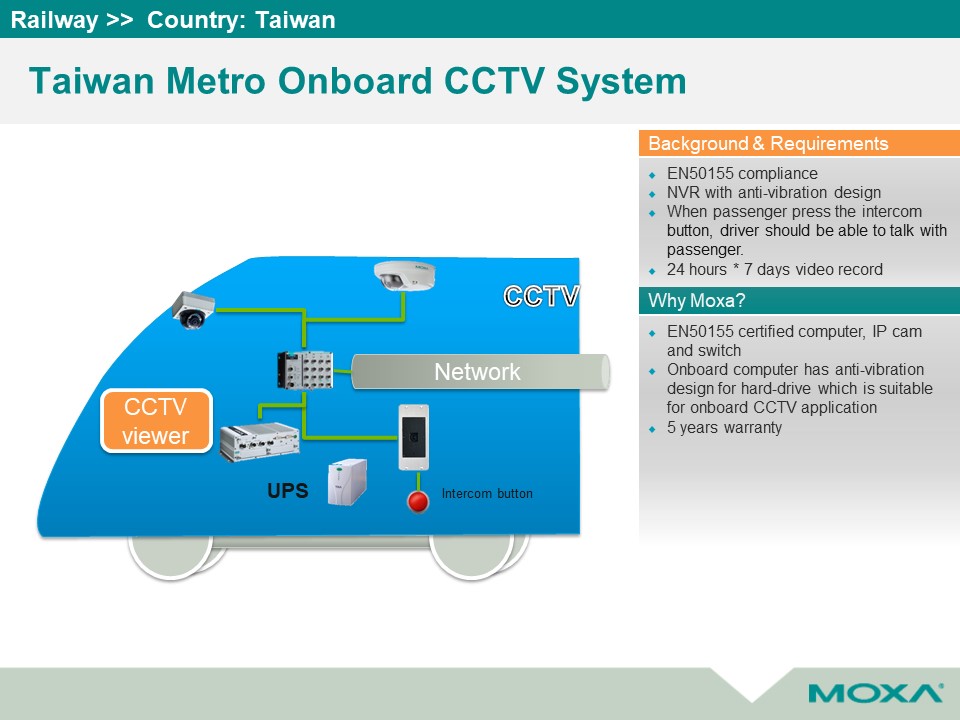 Railway >> Country: Taiwan
Taiwan Metro Onboard CCTV System
Background & Requirements
EN50155 compliance
NVR with anti-vibration design
When passenger press the intercom
button, driver should be able to talk with
passenger.
24 hours * 7 days video record
Why Moxa?
EN50155 certified computer, IP cam
and switch
Onboard computer has anti-vibration
design for hard-drive which is suitable
for onboard CCTV application
5 years warranty
CCTV
Network
CCTV
viewer
UPS
Intercom button
MOXA®